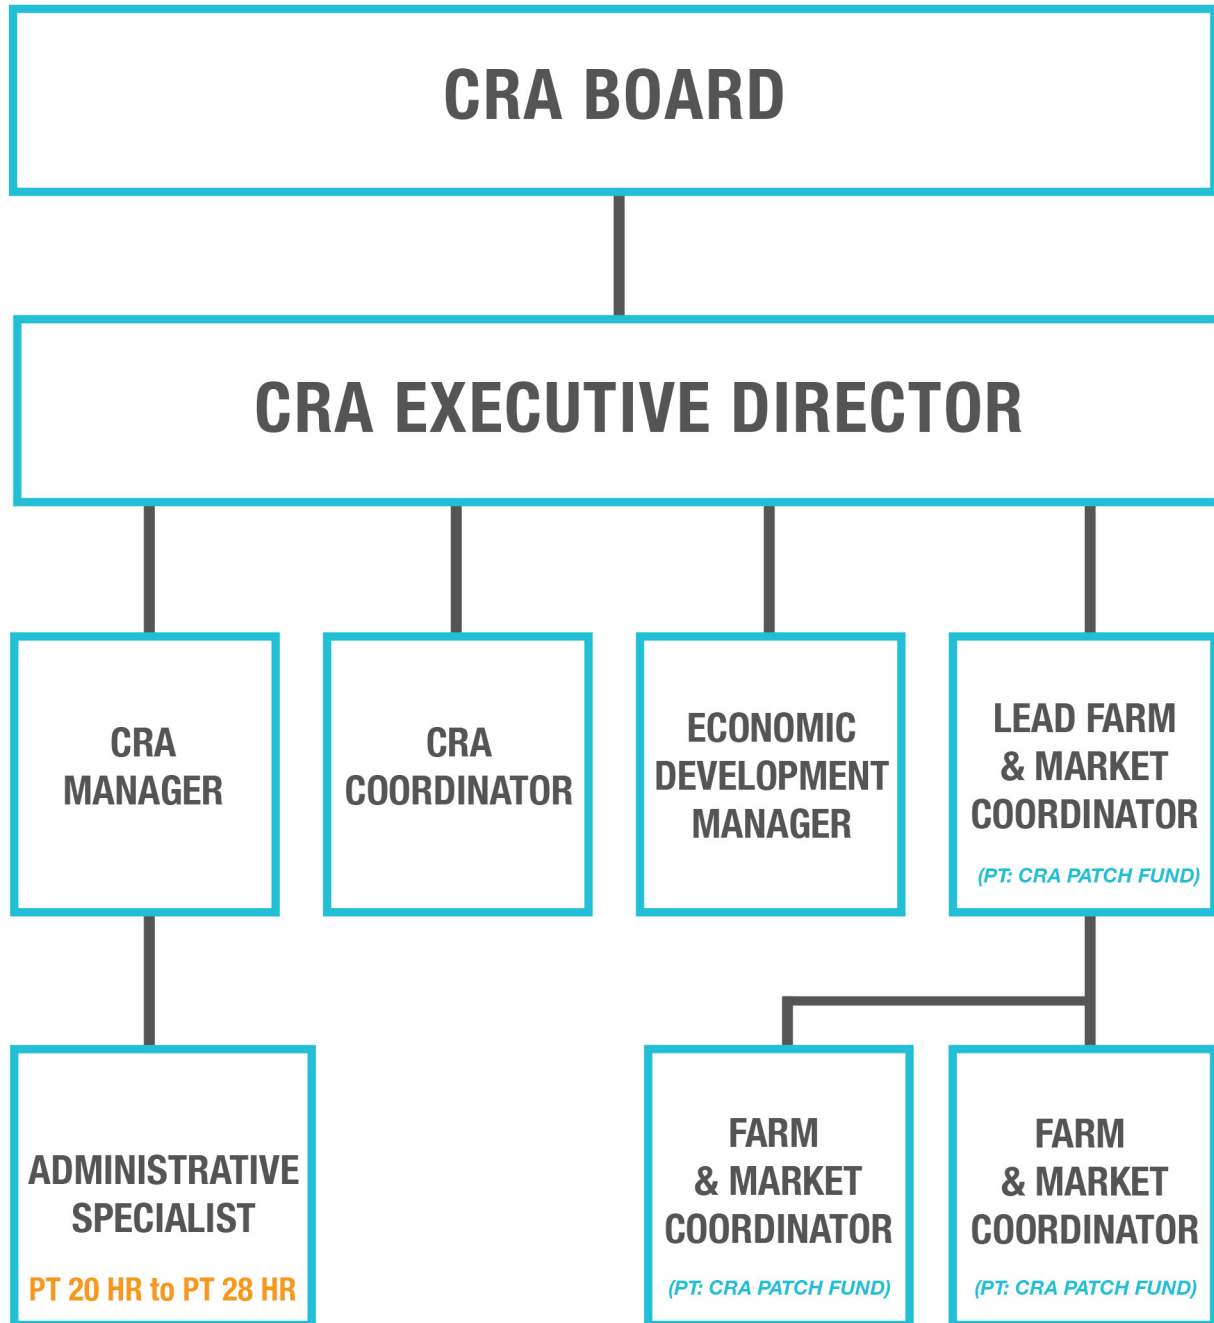 CRA BOARD
CRA EXECUTIVE DIRECTOR
CRA
MANAGER
CRA
COORDINATOR
ECONOMIC
DEVELOPMENT
MANAGER
LEAD FARM
& MARKET
COORDINATOR
(PT: CRA PATCH FUND)
ADMINISTRATIVE
SPECIALIST
PT 20 HR to PT 28 HR
FARM
& MARKET
COORDINATOR
(PT: CRA PATCH FUND)
FARM
& MARKET
COORDINATOR
(PT: CRA PATCH FUND)